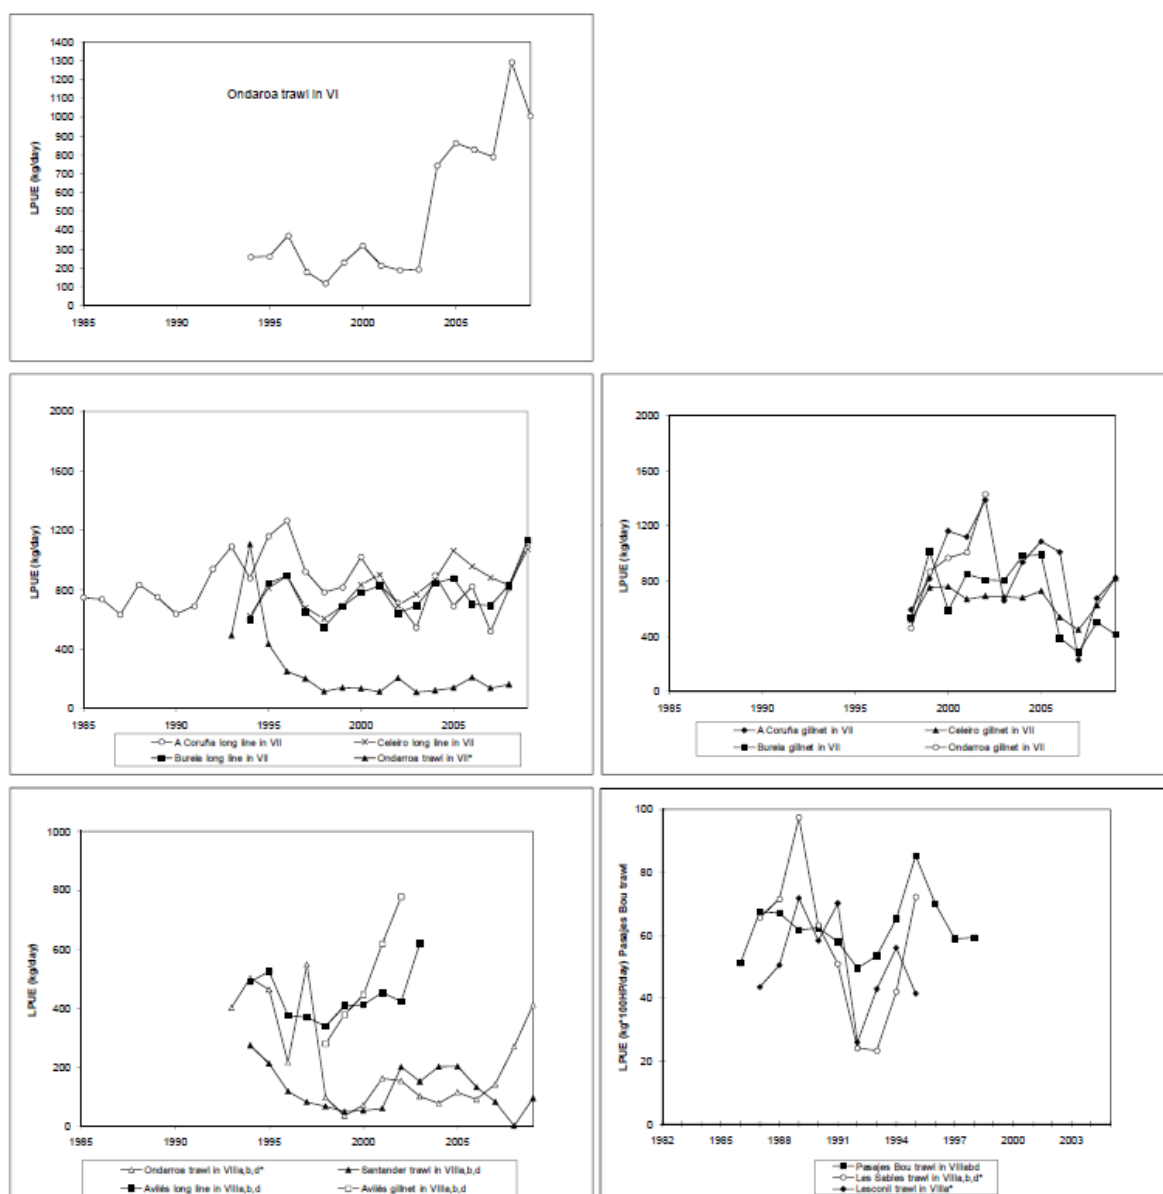 1400
1300
1200
1100
1000
900
800
700
600
500
400
300
200
100
0
LPUE (kg/day)
Ondaroa trawl in VI
1985 1990 1995 2000 2005
2000
1600
1200
800
400
0
LPUE (kg/day)
1985 1990 1995 2000 2005
A Coruña long line in VII Celeiro long line in VII
Burela long line in VII Ondarroa trawl in VII*
2000
1600
1200
800
400
0
LPUE (kg/day)
1985 1990 1995 2000 2005
A Coruña gillnet in VII Celeiro gillnet in VII
Burela gillnet in VII Ondarroa gillnet in VII
1000
800
600
400
200
0
LPUE (kg/day)
1985 1990 1995 2000 2005
Ondarroa trawl in VIIIa,b,d* Santander trawl in VIIIa,b,d
Avilés long line in VIIIa,b,d Avilés gillnet in VIIIa,b,d
100
80
60
40
20
0
LPUE (kg*100HP/day) Pasajes Bou trawl
1982 1985 1988 1991 1994 1997 2000 2003
Pasajes Bou trawl in VIIIabd
Les Sables trawl in VIIIa,b,d*
Lesconil trawl in VIIIa*